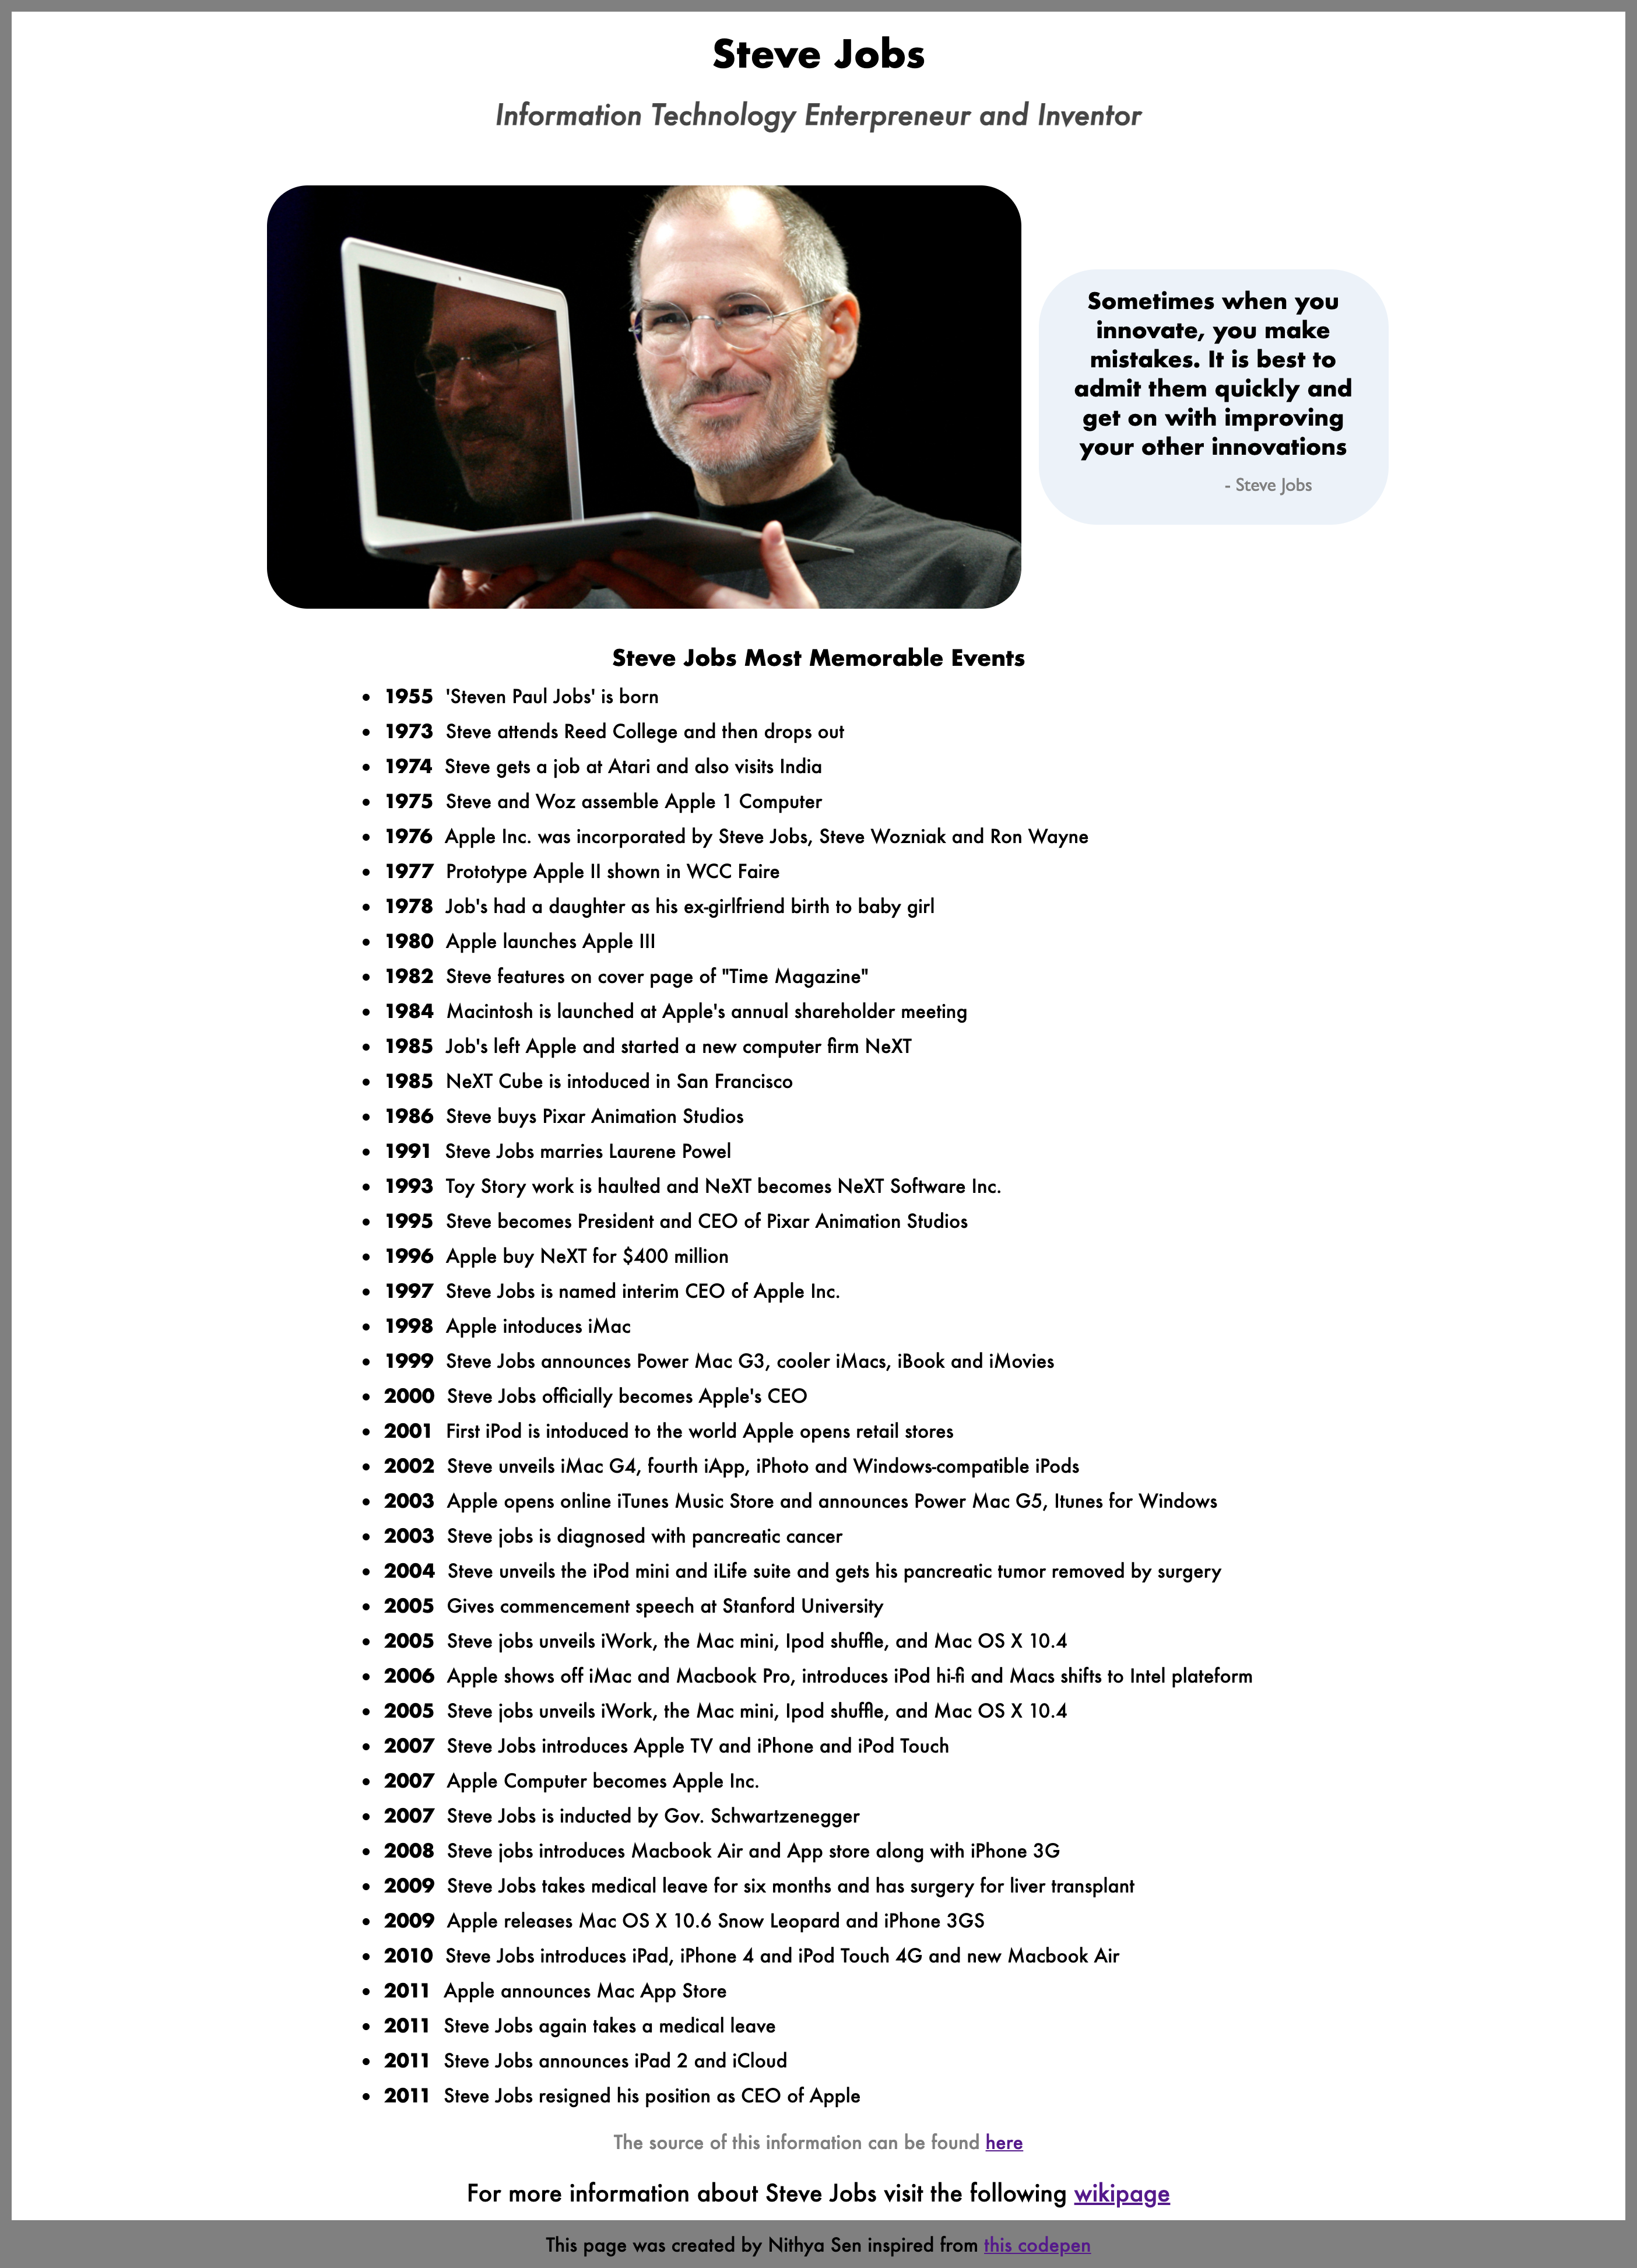 Steve Jobs
Information Technology Enterpreneur and Inventor
Sometimes when you
innovate, you make
mistakes. It is best to
admit them quickly and
get on with improving
your other innovations
- Steve Jobs
Steve Jobs Most Memorable Events
• 1955 'Steven Paul Jobs' is born
• 1973 Steve attends Reed College and then drops out
• 1974 Steve gets a job at Atari and also visits India
• 1975 Steve and Woz assemble Apple 1 Computer
• 1976 Apple Inc. was incorporated by Steve Jobs, Steve Wozniak and Ron Wayne
• 1977 Prototype Apple II shown in WCC Faire
• 1978 Job's had a daughter as his ex-girlfriend birth to baby girl
• 1980 Apple launches Apple III
• 1982 Steve features on cover page of "Time Magazine"
• 1984 Macintosh is launched at Apple's annual shareholder meeting
• 1985 Job's left Apple and started a new computer firm NeXT
• 1985 NeXT Cube is intoduced in San Francisco
• 1986 Steve buys Pixar Animation Studios
• 1991 Steve Jobs marries Laurene Powel
• 1993 Toy Story work is haulted and NeXT becomes NeXT Software Inc.
• 1995 Steve becomes President and CEO of Pixar Animation Studios
• 1996 Apple buy NeXT for $400 million
• 1997 Steve Jobs is named interim CEO of Apple Inc.
• 1998 Apple intoduces iMac
• 1999 Steve Jobs announces Power Mac G3, cooler iMacs, iBook and iMovies
• 2000 Steve Jobs officially becomes Apple's CEO
• 2001 First iPod is intoduced to the world Apple opens retail stores
• 2002 Steve unveils iMac G4, fourth iApp, iPhoto and Windows-compatible iPods
• 2003 Apple opens online iTunes Music Store and announces Power Mac G5, Itunes for Windows
• 2003 Steve jobs is diagnosed with pancreatic cancer
• 2004 Steve unveils the iPod mini and iLife suite and gets his pancreatic tumor removed by surgery
• 2005 Gives commencement speech at Stanford University
• 2005 Steve jobs unveils iWork, the Mac mini, Ipod shuffle, and Mac OS X 10.4
• 2006 Apple shows off iMac and Macbook Pro, introduces iPod hi-fi and Macs shifts to Intel plateform
• 2005 Steve jobs unveils iWork, the Mac mini, Ipod shuffle, and Mac OS X 10.4
• 2007 Steve Jobs introduces Apple TV and iPhone and iPod Touch
• 2007 Apple Computer becomes Apple Inc.
• 2007 Steve Jobs is inducted by Gov. Schwartzenegger
• 2008 Steve jobs introduces Macbook Air and App store along with iPhone 3G
• 2009 Steve Jobs takes medical leave for six months and has surgery for liver transplant
• 2009 Apple releases Mac OS X 10.6 Snow Leopard and iPhone 3GS
• 2010 Steve Jobs introduces iPad, iPhone 4 and iPod Touch 4G and new Macbook Air
• 2011 Apple announces Mac App Store
• 2011 Steve Jobs again takes a medical leave
• 2011 Steve Jobs announces iPad 2 and iCloud
• 2011 Steve Jobs resigned his position as CEO of Apple
The source of this information can be found here
For more information about Steve Jobs visit the following wikipage
This page was created by Nithya Sen inspired from this codepen